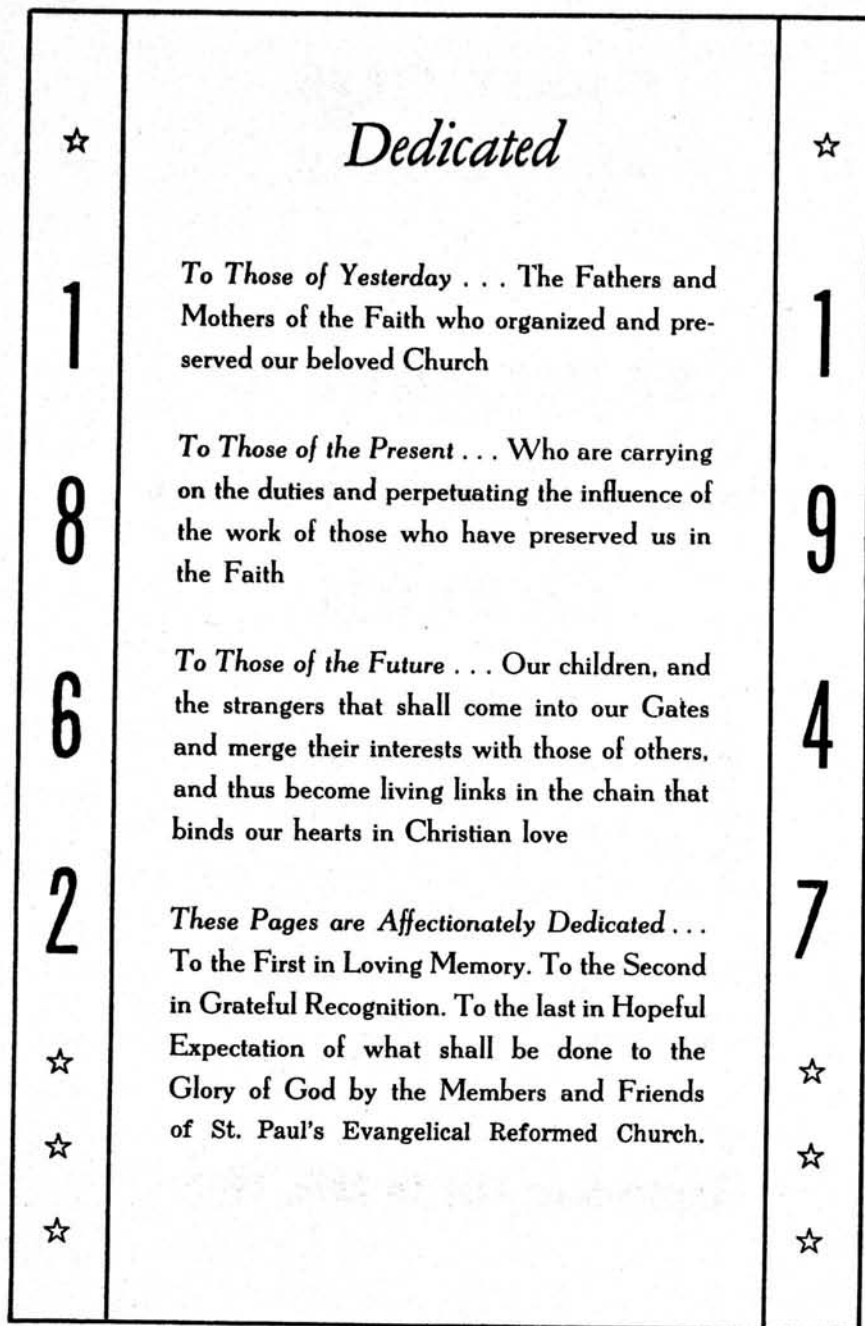 Dedicated
To Those of Yesterday . . . The Fathers and
Mothers of the Faith who organized and pre-
served our beloved Church
To Those of the Present . . . Who are carrying
on the duties and perpetuating the influence of
the work of those who have preserved us in
the Faith
To Those of the Future . . . Our children, and
the strangers that shall come into our Gates
and merge their interests with those of others,
and thus become living links in the chain that
binds our hearts in Christian love
These Pages are Affectionately Dedicated . . .
To the First in Loving Memory. To the Second
in Grateful Recognition. To the last in Hopeful
Expectation of what shall be done to the
Glory of God by the Members and Friends
of St. Paul's Evangelical Reformed Church.
1
8
6
2
1
9
4
7